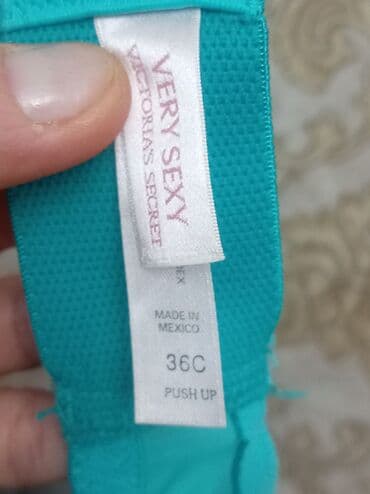 VERY SEXY
VICTORIA'S SECRET
MADE IN
MEXICO
36C
PUSH UP